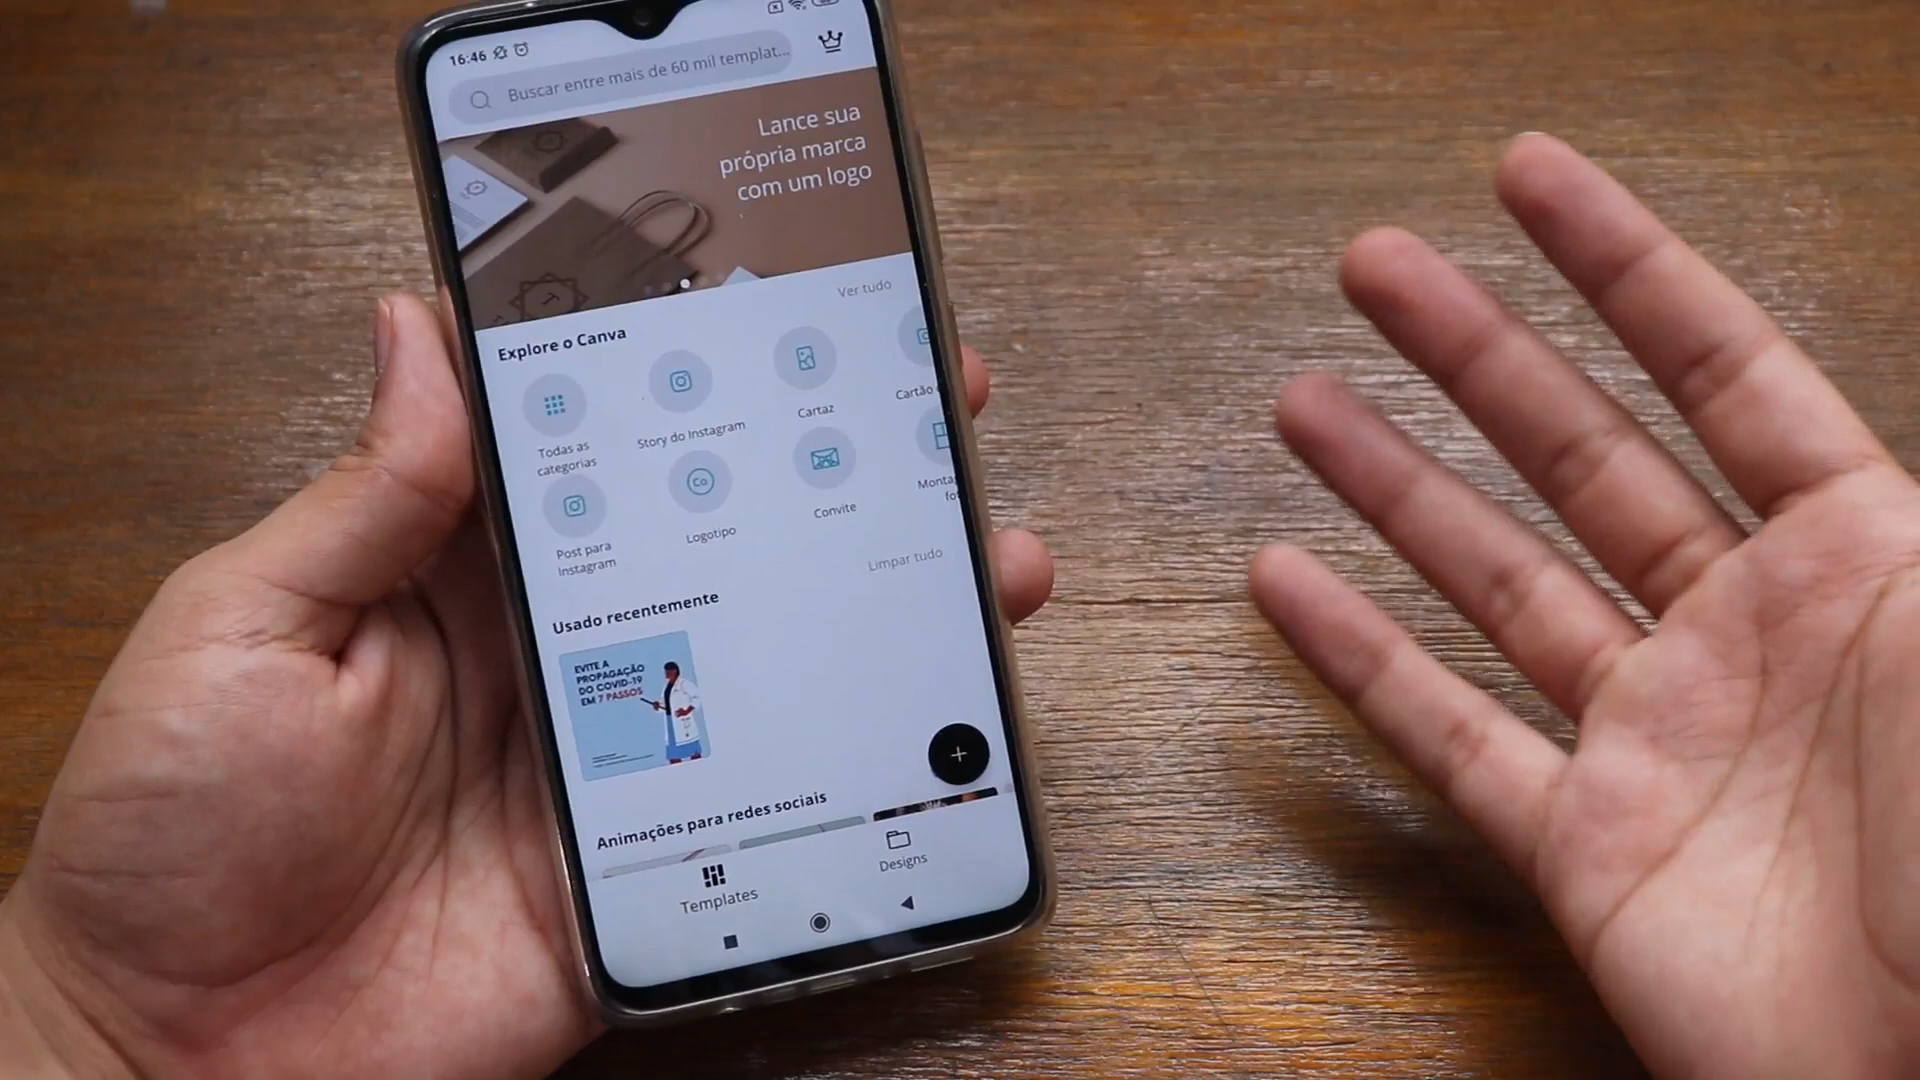 16:46
Buscar entre mais de 60 mil templat...
Lance sua
própria marca
com um logo
Ver tudo
Explore o Canva
Todas as
categorias
Story do Instagram
Cartaz
Cartão
Post para
Instagram
Co
Logotipo
Convite
Monta
fo
Limpar tudo
Usado recentemente
EVITE A
PROPAGAÇÃO
DO COVID-19
EM 7 PASSOS
Animações para redes sociais
Templates
Designs